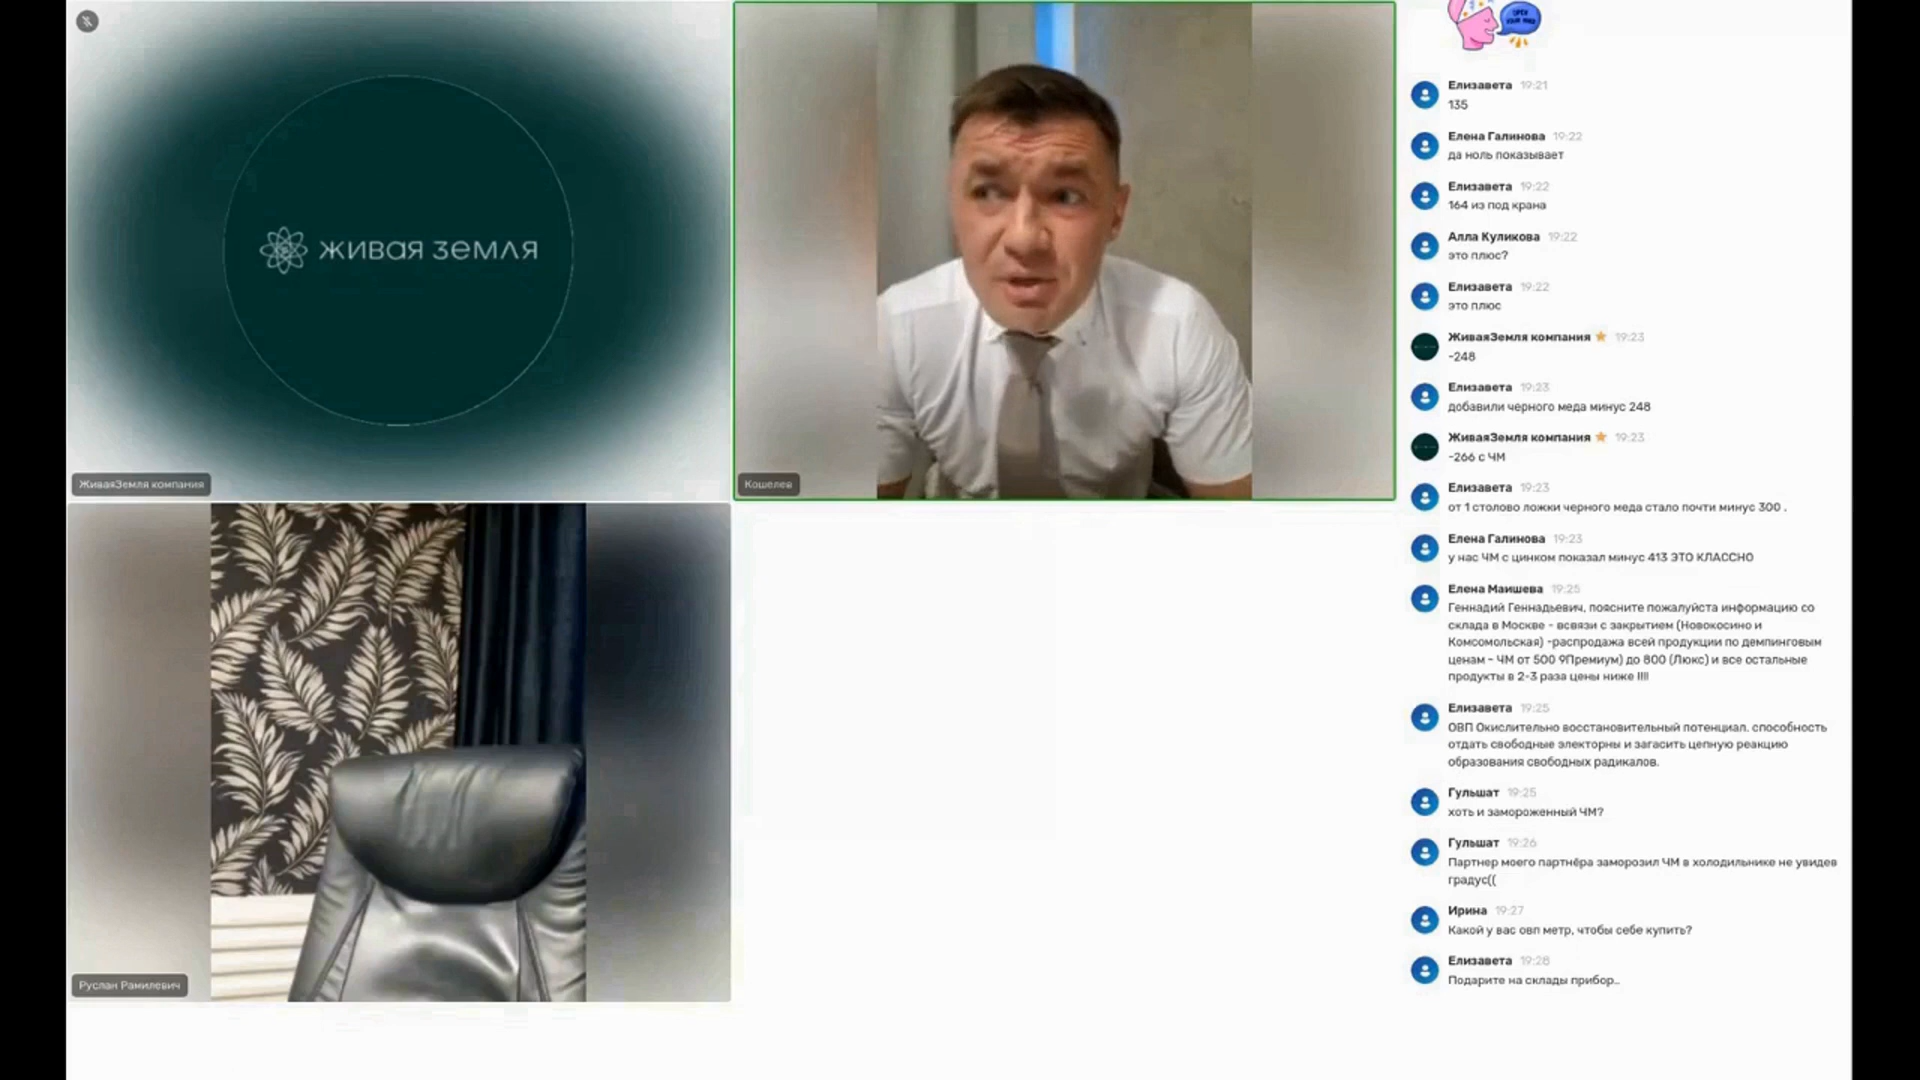 живая земля
ЖиваяЗемля компания
Кошелев
Руслан Рамилевич
OPEN
YOUR MIND
Елизавета 19:21
135
Елена Галинова 19:22
да ноль показывает
Елизавета 19:22
164 из под крана
Алла Куликова 19:22
это плюс?
Елизавета 19:22
это плюс
ЖиваяЗемля компания 19:23
-248
Елизавета 19:23
добавили черного меда минус 248
ЖиваяЗемля компания 19:23
-266 с ЧМ
Елизавета 19:23
от 1 столово ложки черного меда стало почти минус 300 .
Елена Галинова 19:23
у нас ЧМ с цинком показал минус 413 ЭТО КЛАССНО
Елена Маишева 19:25
Геннадий Геннадьевич, поясните пожалуйста информацию со
склада в Москве - всвязи с закрытием (Новокосино и
Комсомольская) -распродажа всей продукции по демпинговым
ценам - ЧМ от 500 9Премиум) до 800 (Люкс) и все остальные
продукты в 2-3 раза цены ниже !!!!
Елизавета 19:25
ОВП Окислительно восстановительный потенциал. способность
отдать свободные электорны и загасить цепную реакцию
образования свободных радикалов.
Гульшат 19:25
хоть и замороженный ЧМ?
Гульшат 19:26
Партнер моего партнёра заморозил ЧМ в холодильнике не увидев
градус((
Ирина 19:27
Какой у вас овп метр, чтобы себе купить?
Елизавета 19:28
Подарите на склады прибор..